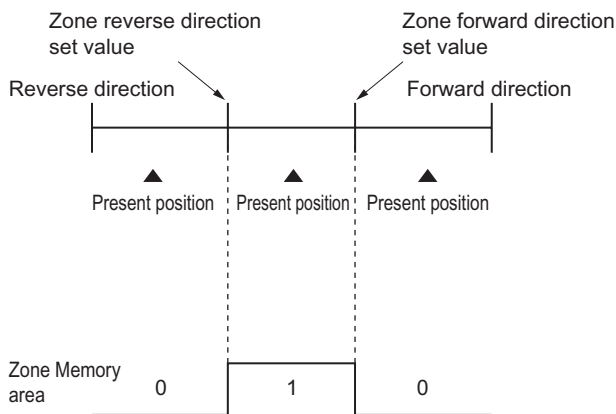 Zone reverse direction
set value
Zone forward direction
set value
Reverse direction
Forward direction
Present position
Present position
Present position
Zone Memory
area
0
1
0